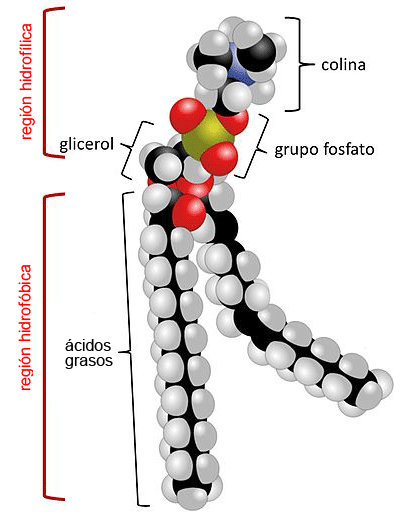 región hidrofílica
colina
glicerol
grupo fosfato
región hidrofóbica
ácidos
grasos